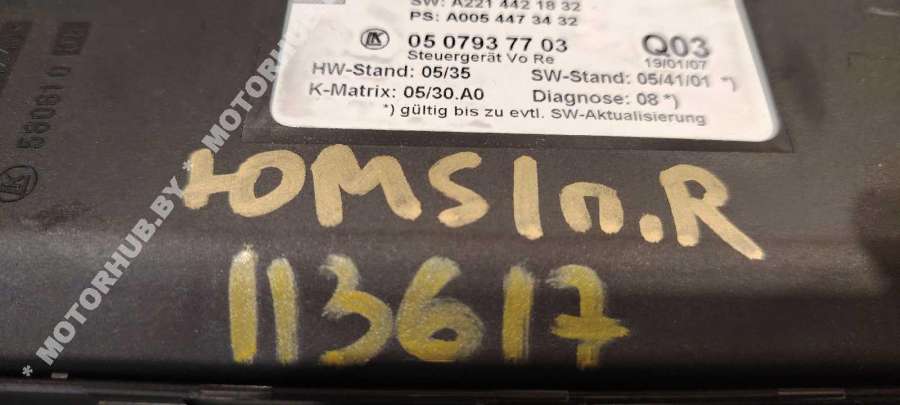 SW: A221 442 18 32
PS: A005 447 34 32
05 0793 77 03
Q03
19/01/07
Steuergerät Vo Re
HW-Stand: 05/35
SW-Stand: 05/41/01 *)
K-Matrix: 05/30.A0
Diagnose: 08 *)
*) gültig bis zu evtl. SW-Aktualisierung
ЮMS1п.R
113617
* MOTORHUB.BY * MOTORHUB